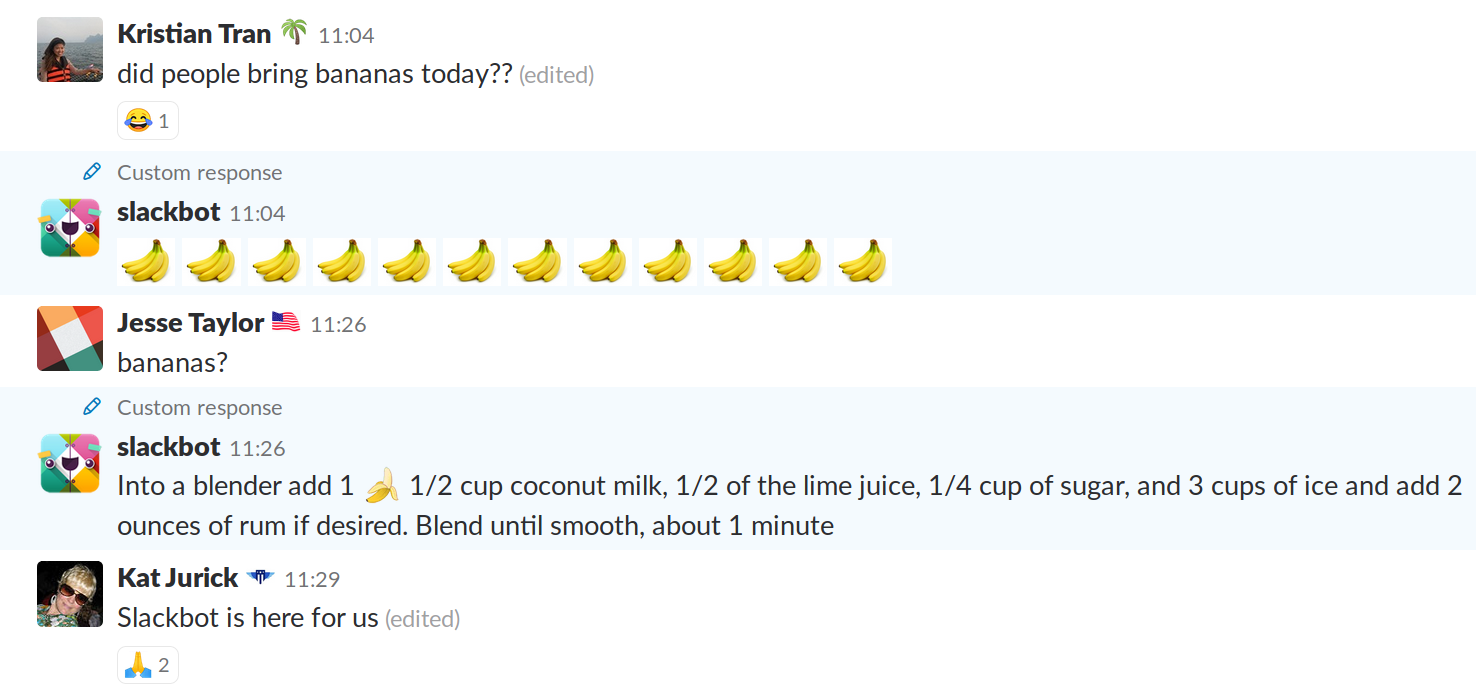 Kristian Tran 🌴 11:04
did people bring bananas today?? (edited)
😂 1
Custom response
slackbot 11:04
🍌🍌🍌🍌🍌🍌🍌🍌🍌🍌🍌🍌
Jesse Taylor 🇺🇸 11:26
bananas?
Custom response
slackbot 11:26
Into a blender add 1 🍌 1/2 cup coconut milk, 1/2 of the lime juice, 1/4 cup of sugar, and 3 cups of ice and add 2
ounces of rum if desired. Blend until smooth, about 1 minute
Kat Jurick 11:29
Slackbot is here for us (edited)
🙏 2